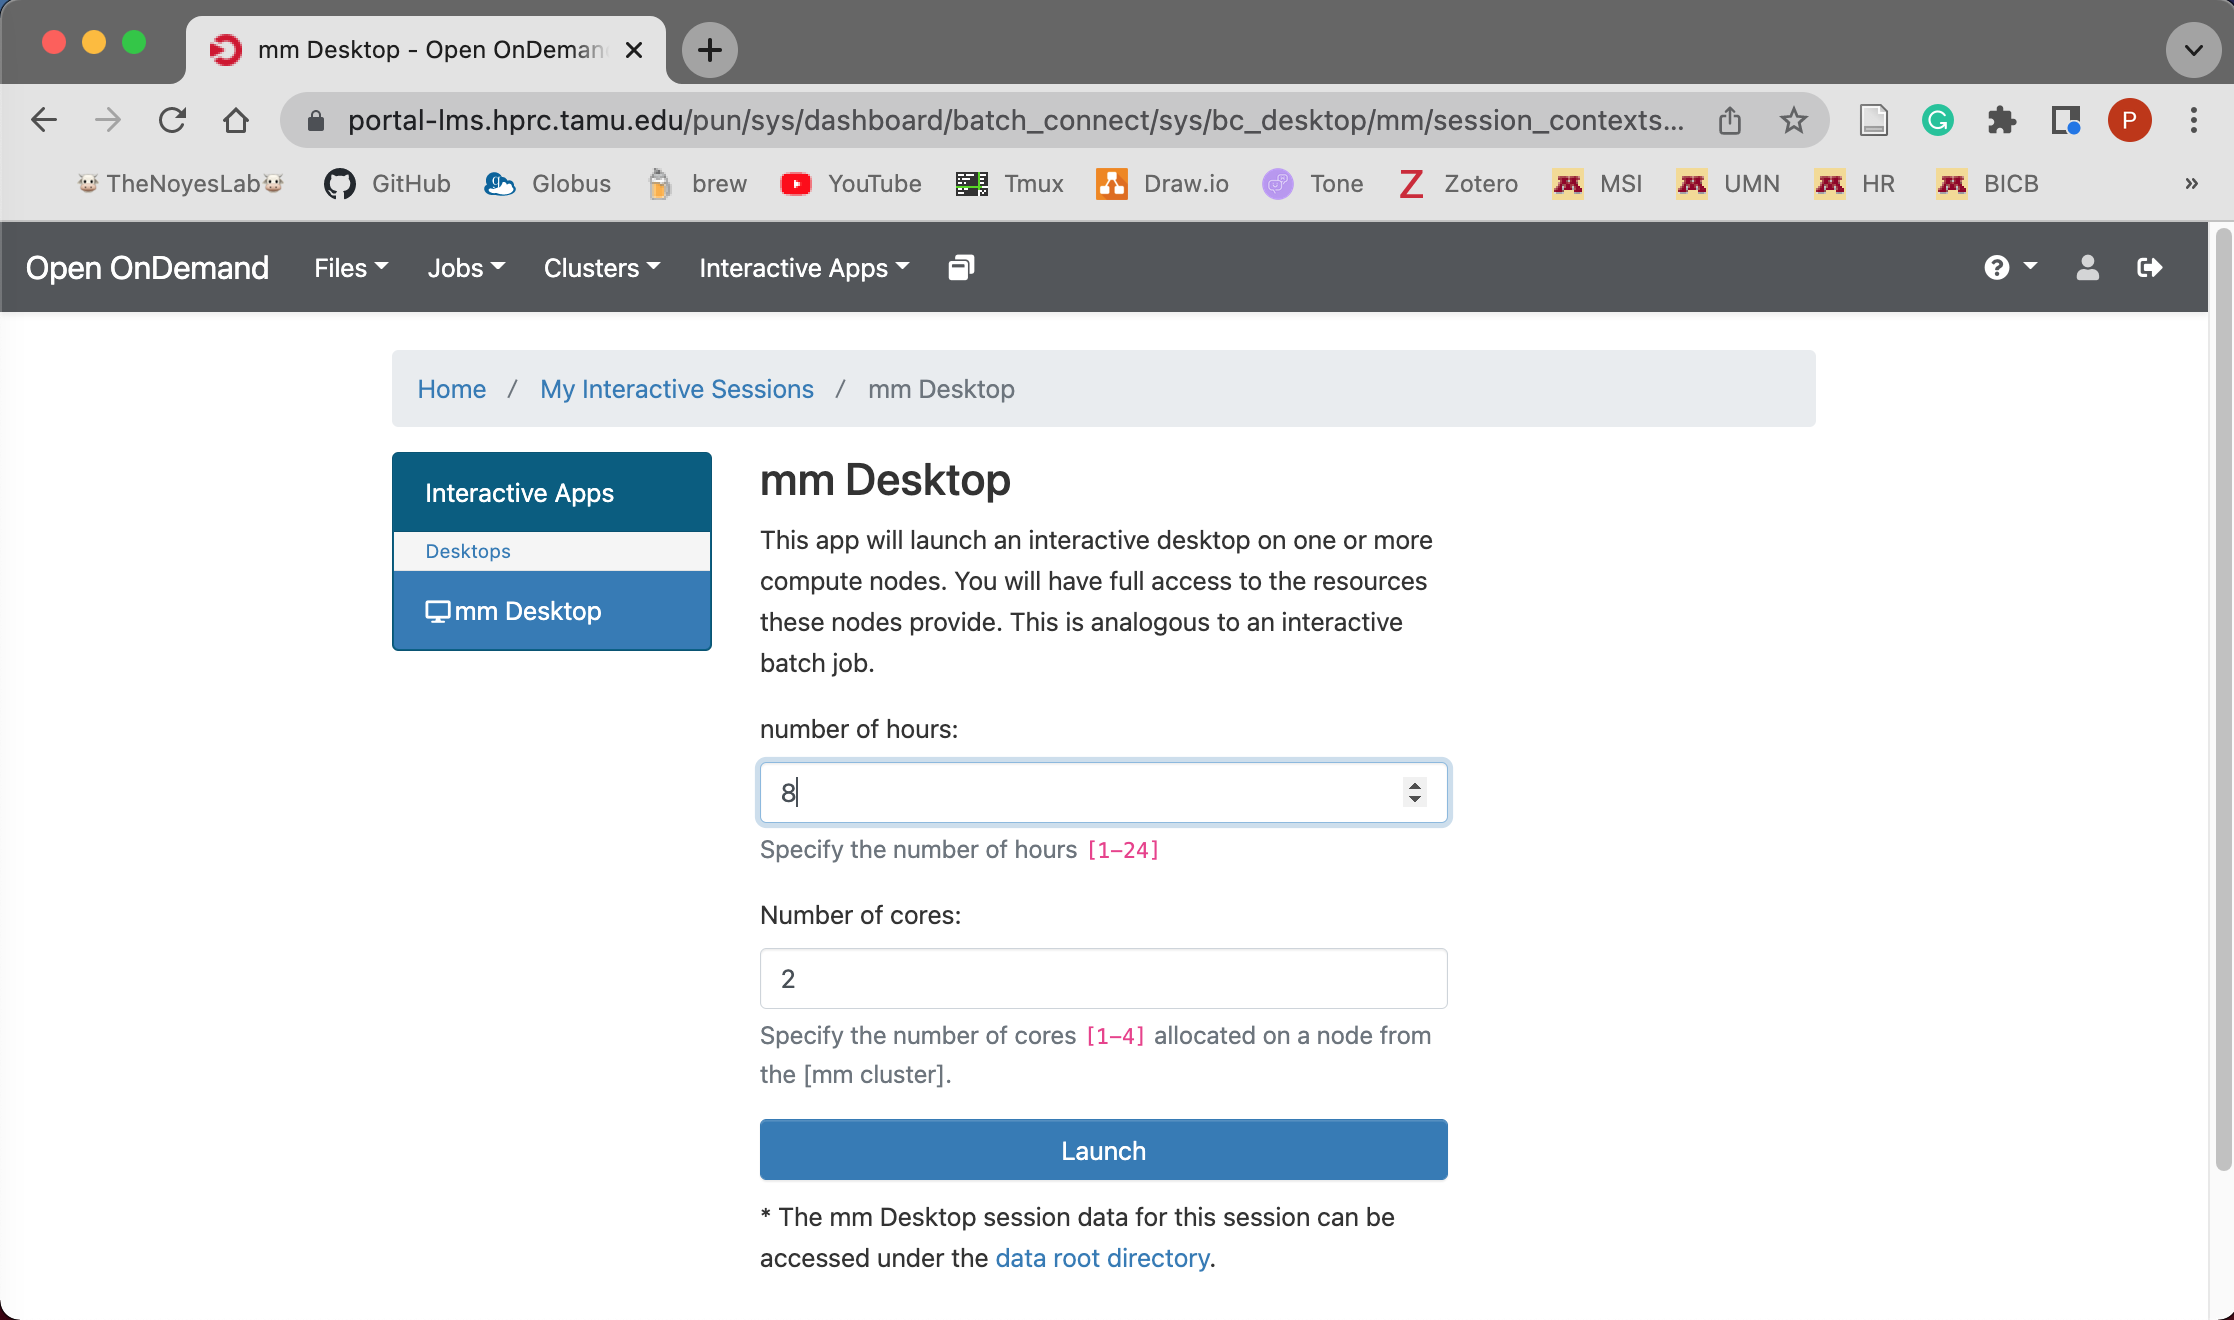 mm Desktop - Open OnDeman
portal-lms.hprc.tamu.edu/pun/sys/dashboard/batch_connect/sys/bc_desktop/mm/session_contexts...
P
TheNoyesLab GitHub Globus brew YouTube Tmux Draw.io Tone Zotero MSI UMN HR BICB »
Open OnDemand Files Jobs Clusters Interactive Apps
Home / My Interactive Sessions / mm Desktop
Interactive Apps
Desktops
mm Desktop
mm Desktop
This app will launch an interactive desktop on one or more
compute nodes. You will have full access to the resources
these nodes provide. This is analogous to an interactive
batch job.
number of hours:
8
Specify the number of hours [1–24]
Number of cores:
2
Specify the number of cores [1–4] allocated on a node from
the [mm cluster].
Launch
* The mm Desktop session data for this session can be
accessed under the data root directory.